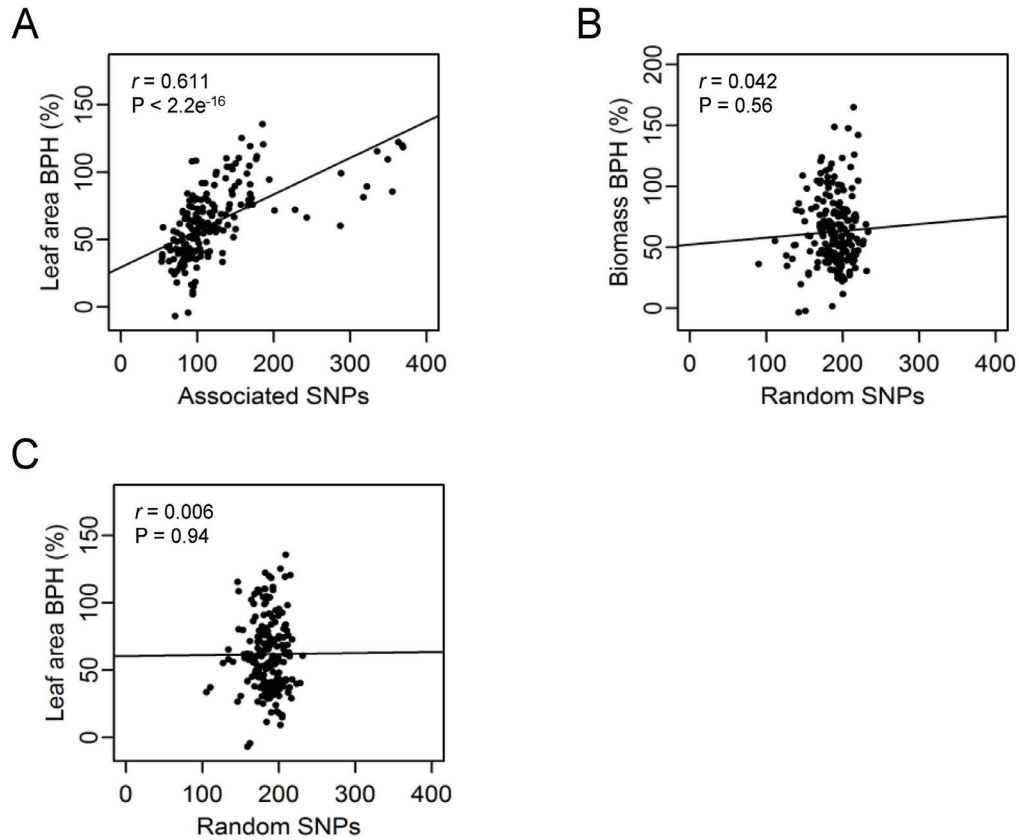 A
Leaf area BPH (%)
r = 0.611
P < 2.2e-16
0 50 100 150
0 100 200 300 400
Associated SNPs
B
Biomass BPH (%)
r = 0.042
P = 0.56
0 50 100 150 200
0 100 200 300 400
Random SNPs
C
Leaf area BPH (%)
r = 0.006
P = 0.94
0 50 100 150
0 100 200 300 400
Random SNPs